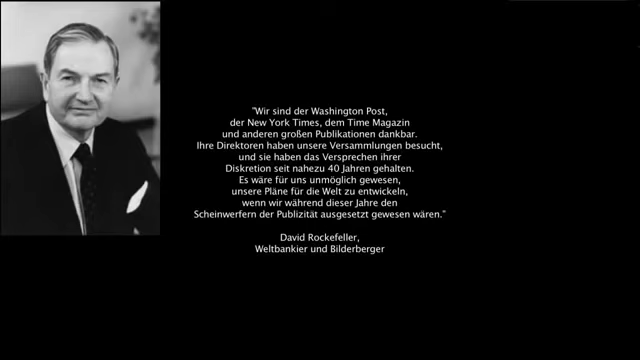 "Wir sind der Washington Post,
der New York Times, dem Time Magazin
und anderen großen Publikationen dankbar.
Ihre Direktoren haben unsere Versammlungen besucht,
und sie haben das Versprechen ihrer
Diskretion seit nahezu 40 Jahren gehalten.
Es wäre für uns unmöglich gewesen,
unsere Pläne für die Welt zu entwickeln,
wenn wir während dieser Jahre den
Scheinwerfern der Publizität ausgesetzt gewesen wären."
David Rockefeller,
Weltbankier und Bilderberger